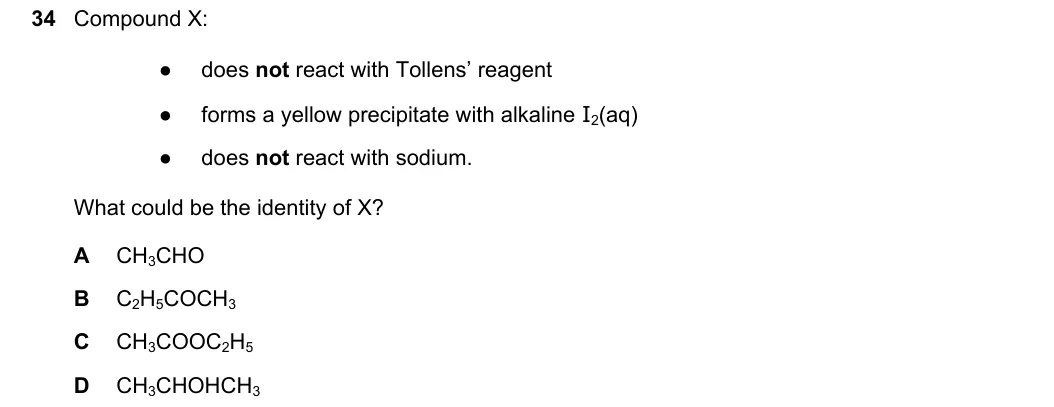 34 Compound X:
● does not react with Tollens’ reagent
● forms a yellow precipitate with alkaline I₂(aq)
● does not react with sodium.
What could be the identity of X?
A CH₃CHO
B C₂H₅COCH₃
C CH₃COOC₂H₅
D CH₃CHOHCH₃